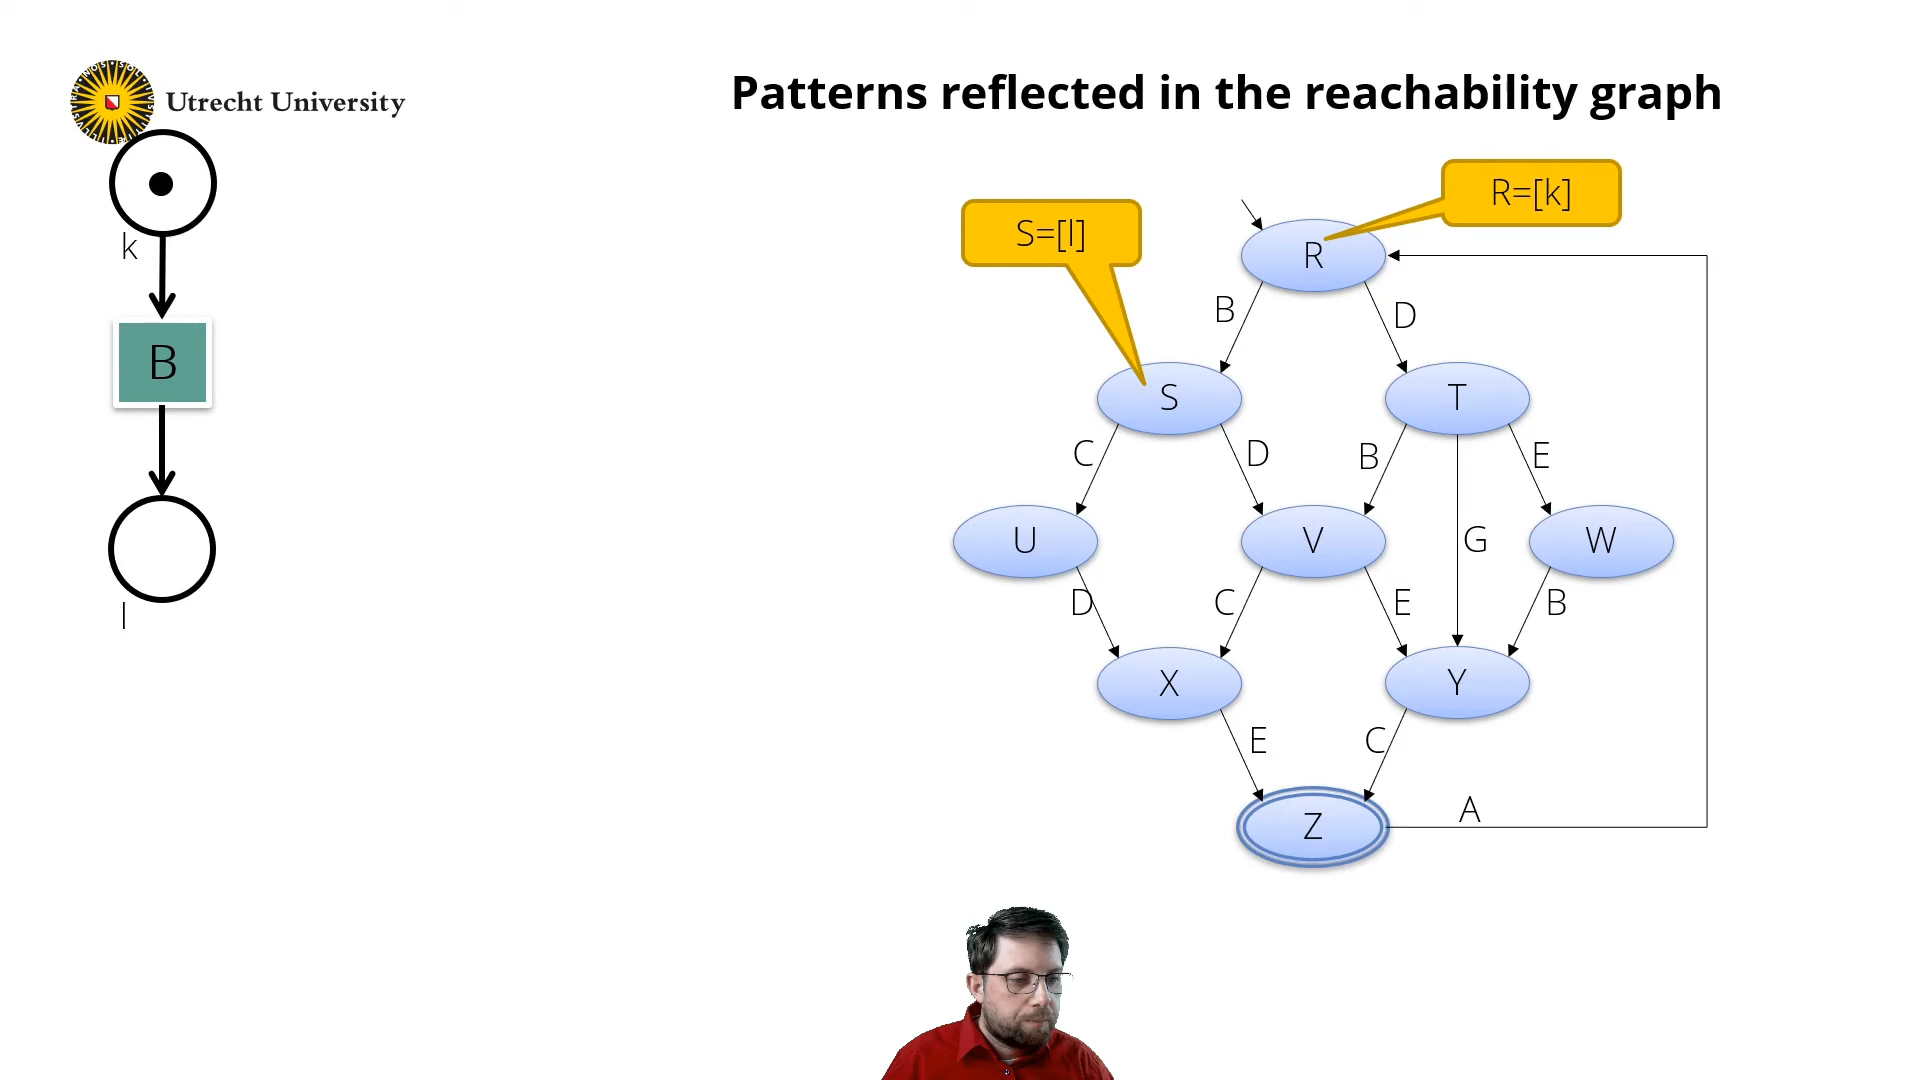 Utrecht University
Patterns reflected in the reachability graph
k
B
l
S=[l]
R=[k]
R
B
D
S
T
C
D
B
E
U
V
G
W
D
C
E
B
X
Y
E
C
A
Z